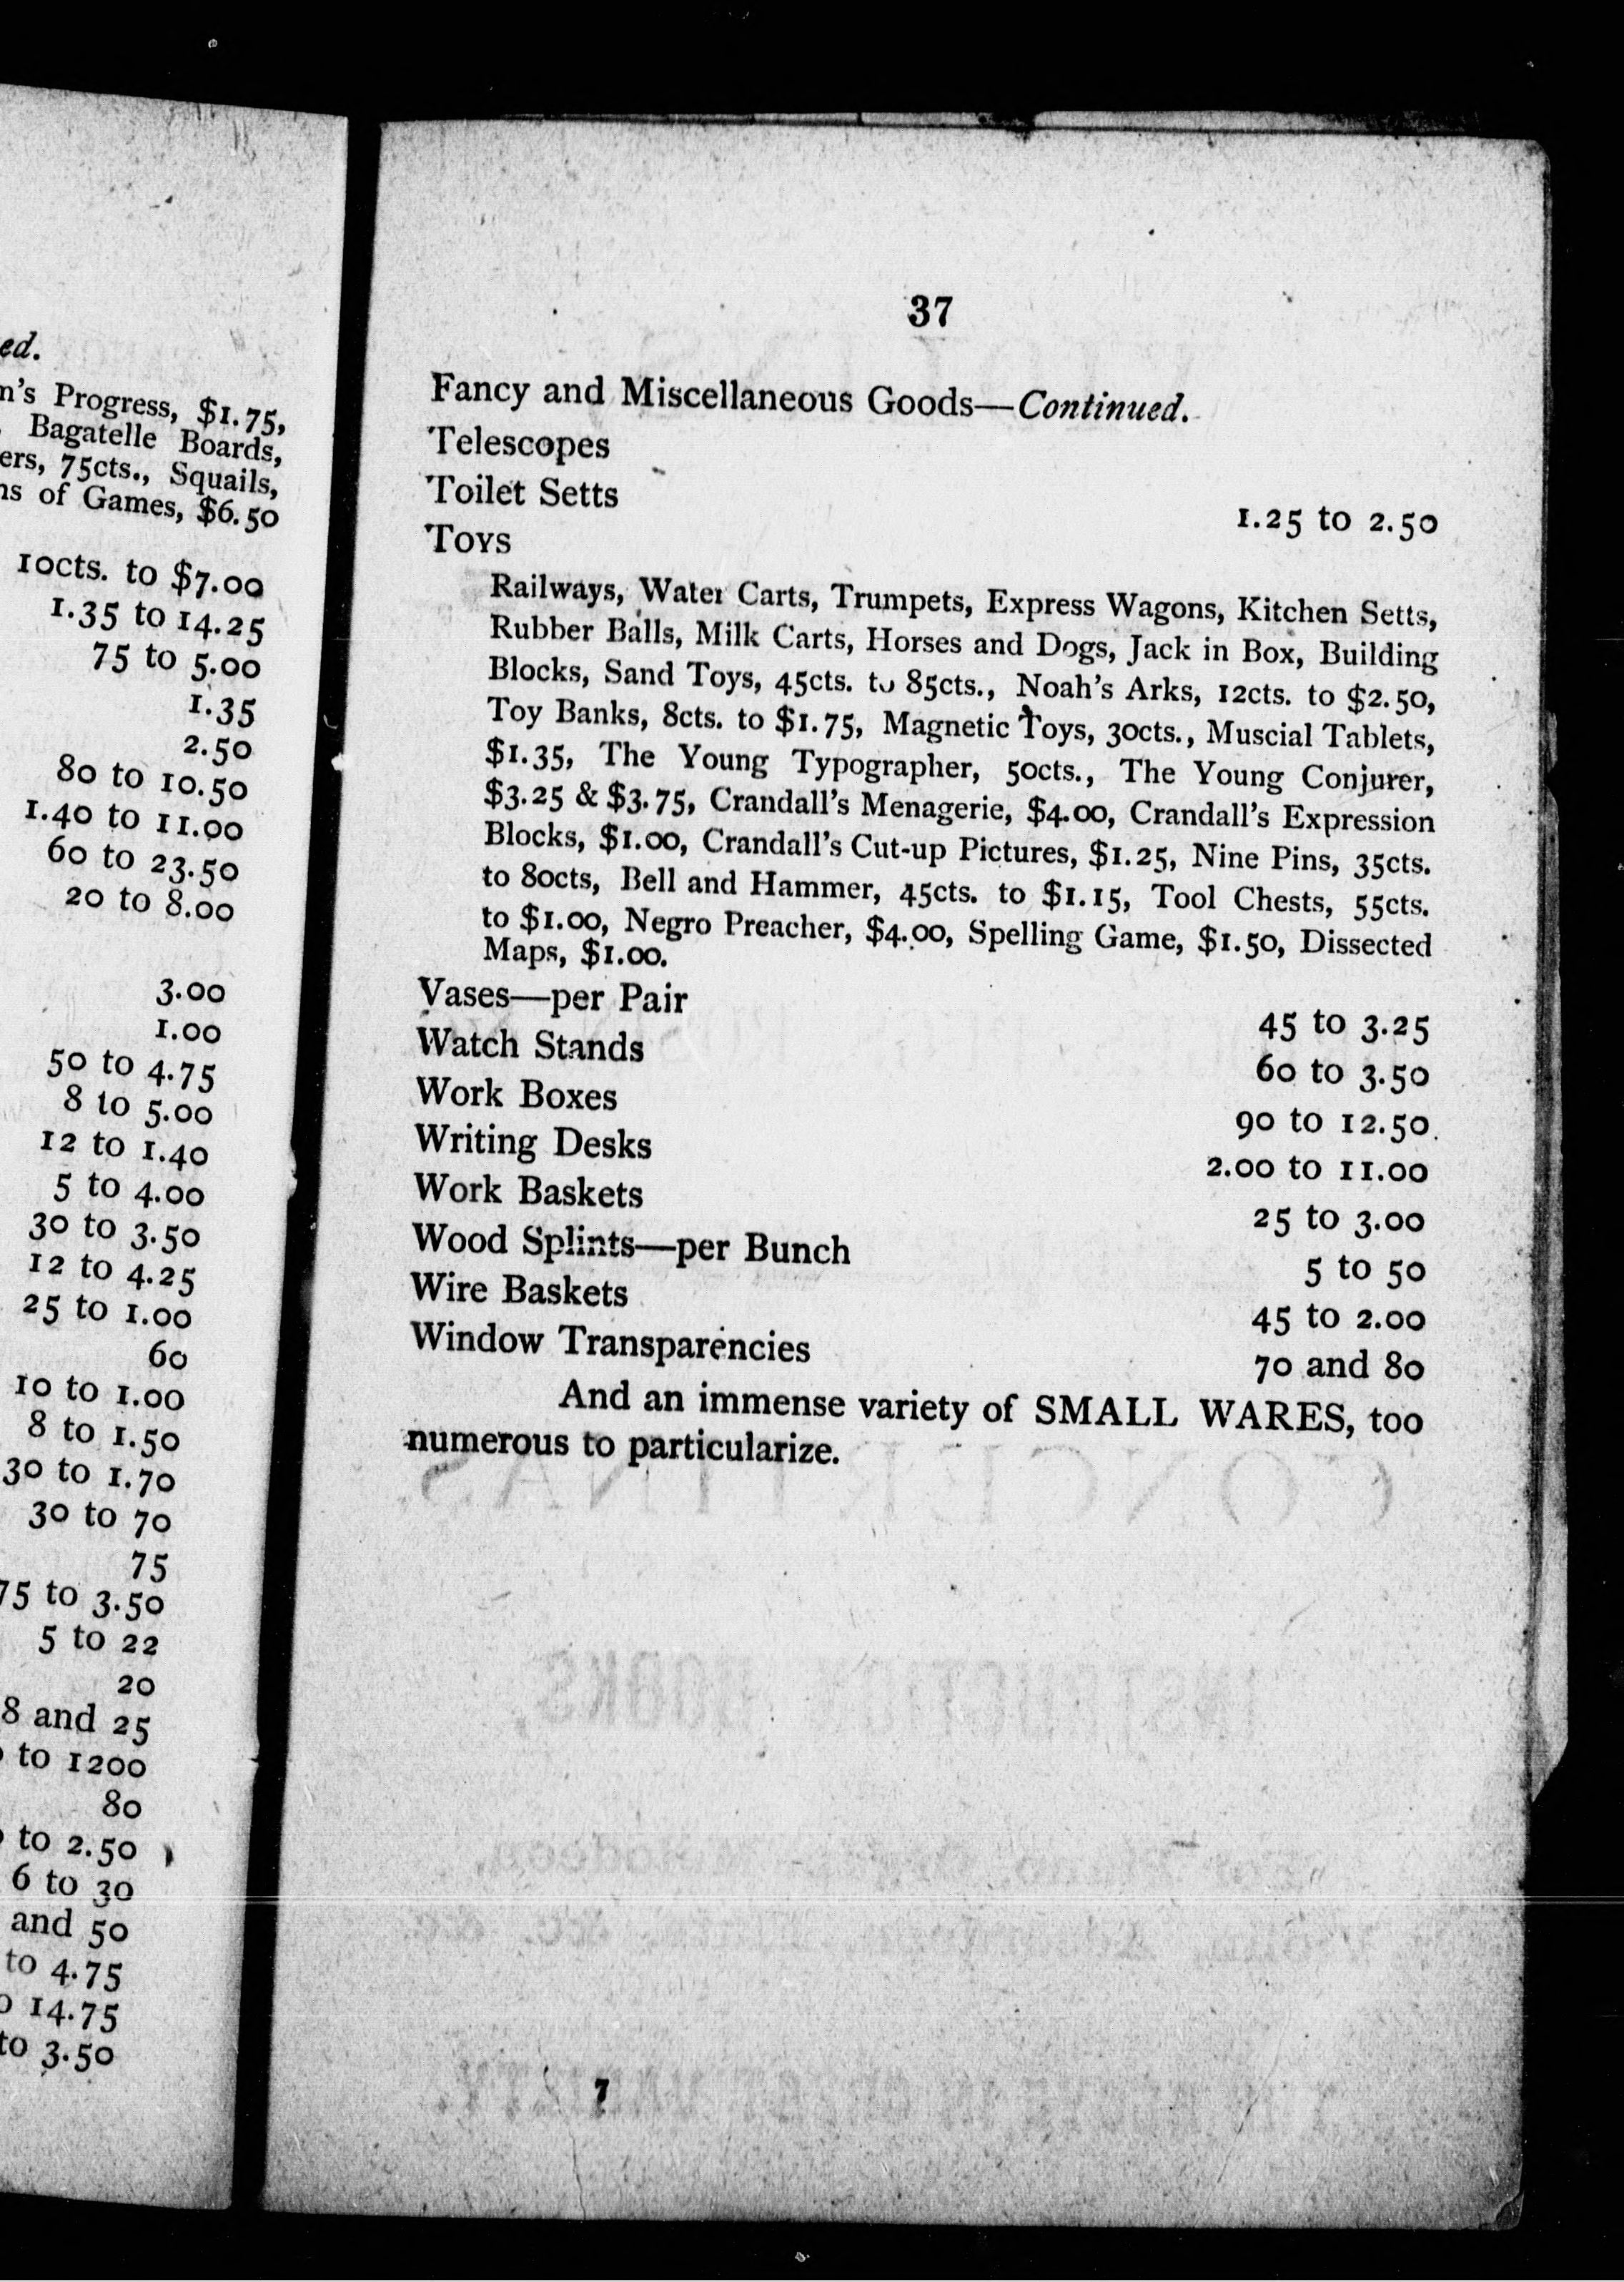 ed.
m's Progress, $1.75,
Bagatelle Boards,
ers, 75cts., Squails,
ns of Games, $6.50
10cts. to $7.00
1.35 to 14.25
75 to 5.00
1.35
2.50
80 to 10.50
1.40 to 11.00
60 to 23.50
20 to 8.00
3.00
1.00
50 to 4.75
8 to 5.00
12 to 1.40
5 to 4.00
30 to 3.50
12 to 4.25
25 to 1.00
60
10 to 1.00
8 to 1.50
30 to 1.70
30 to 70
75
75 to 3.50
5 to 22
20
8 and 25
to 1200
80
to 2.50
6 to 30
and 50
to 4.75
14.75
to 3.50
37
Fancy and Miscellaneous Goods—Continued.
Telescopes
Toilet Setts 1.25 to 2.50
Toys
Railways, Water Carts, Trumpets, Express Wagons, Kitchen Setts,
Rubber Balls, Milk Carts, Horses and Dogs, Jack in Box, Building
Blocks, Sand Toys, 45cts. to 85cts., Noah's Arks, 12cts. to $2.50,
Toy Banks, 8cts. to $1.75, Magnetic Toys, 30cts., Muscial Tablets,
$1.35, The Young Typographer, 50cts., The Young Conjurer,
$3.25 & $3.75, Crandall's Menagerie, $4.00, Crandall's Expression
Blocks, $1.00, Crandall's Cut-up Pictures, $1.25, Nine Pins, 35cts.
to 80cts, Bell and Hammer, 45cts. to $1.15, Tool Chests, 55cts.
to $1.00, Negro Preacher, $4.00, Spelling Game, $1.50, Dissected
Maps, $1.00.
Vases—per Pair 45 to 3.25
Watch Stands 60 to 3.50
Work Boxes 90 to 12.50
Writing Desks 2.00 to 11.00
Work Baskets 25 to 3.00
Wood Splints—per Bunch 5 to 50
Wire Baskets 45 to 2.00
Window Transparencies 70 and 80
And an immense variety of SMALL WARES, too
numerous to particularize.
7